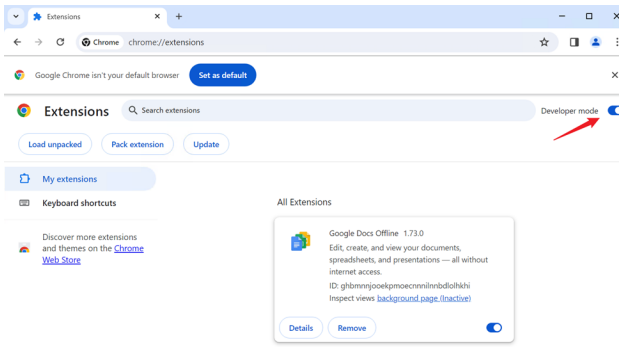 Extensions
Chrome chrome://extensions
Google Chrome isn't your default browser Set as default
Extensions Search extensions Developer mode
Load unpacked Pack extension Update
My extensions
Keyboard shortcuts
All Extensions
Discover more extensions
and themes on the Chrome
Web Store
Google Docs Offline 1.73.0
Edit, create, and view your documents,
spreadsheets, and presentations — all without
internet access.
ID: ghbmnnjooekpmoecnnnilnnbdlolhkhi
Inspect views background page (Inactive)
Details Remove